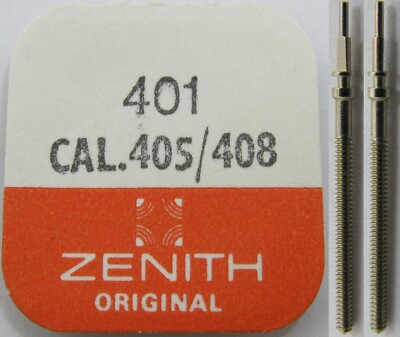 401
CAL.405/408
ZENITH
ORIGINAL